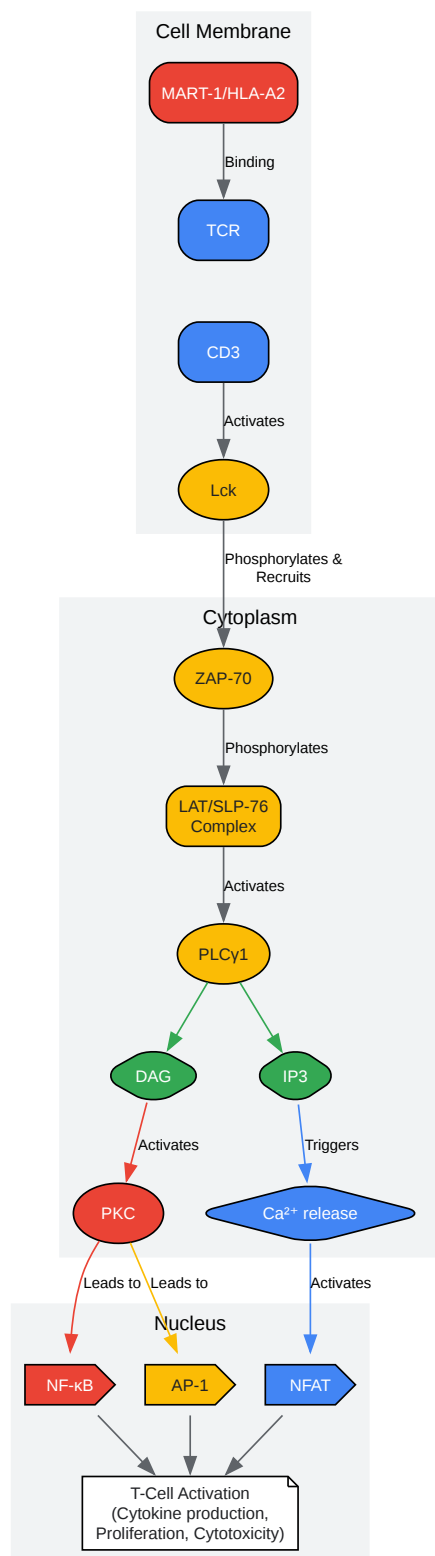 Cell Membrane
MART-1/HLA-A2
Binding
TCR
CD3
Activates
Lck
Phosphorylates &
Recruits
Cytoplasm
ZAP-70
Phosphorylates
LAT/SLP-76
Complex
Activates
PLCγ1
DAG
IP3
Activates
Triggers
PKC
Ca²⁺ release
Leads to
Leads to
Activates
Nucleus
NF-κB
AP-1
NFAT
T-Cell Activation
(Cytokine production,
Proliferation, Cytotoxicity)